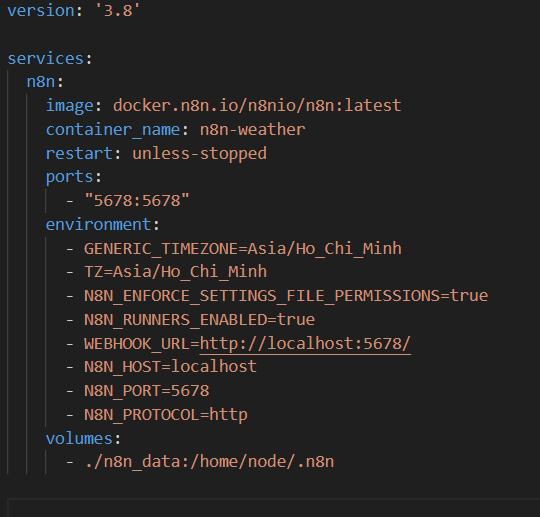 version: '3.8'
services:
n8n:
image: docker.n8n.io/n8nio/n8n:latest
container_name: n8n-weather
restart: unless-stopped
ports:
- "5678:5678"
environment:
- GENERIC_TIMEZONE=Asia/Ho_Chi_Minh
- TZ=Asia/Ho_Chi_Minh
- N8N_ENFORCE_SETTINGS_FILE_PERMISSIONS=true
- N8N_RUNNERS_ENABLED=true
- WEBHOOK_URL=http://localhost:5678/
- N8N_HOST=localhost
- N8N_PORT=5678
- N8N_PROTOCOL=http
volumes:
- ./n8n_data:/home/node/.n8n